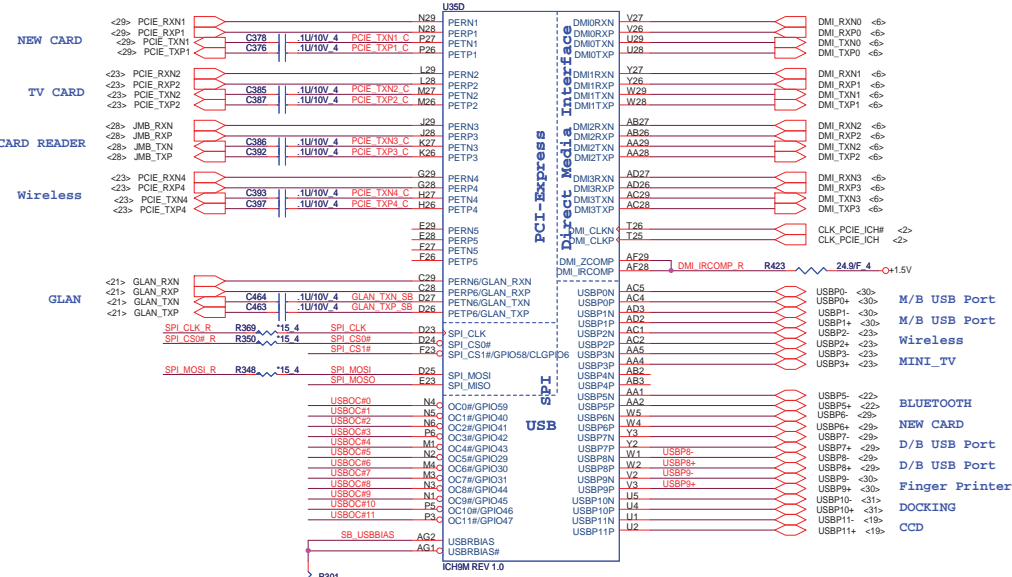 U35D
<29> PCIE_RXN1 N29 PERN1 DMI0RXN V27 DMI_RXN0 <6>
<29> PCIE_RXP1 N28 PERP1 DMI0RXP V26 DMI_RXP0 <6>
NEW CARD <29> PCIE_TXN1 C378 .1U/10V_4 PCIE_TXN1_C P27 PETN1 DMI0TXN U29 DMI_TXN0 <6>
<29> PCIE_TXP1 C376 .1U/10V_4 PCIE_TXP1_C P26 PETP1 DMI0TXP U28 DMI_TXP0 <6>
<23> PCIE_RXN2 L29 PERN2 DMI1RXN Y27 DMI_RXN1 <6>
<23> PCIE_RXP2 L28 PERP2 DMI1RXP Y26 DMI_RXP1 <6>
TV CARD <23> PCIE_TXN2 C385 .1U/10V_4 PCIE_TXN2_C M27 PETN2 DMI1TXN W29 DMI_TXN1 <6>
<23> PCIE_TXP2 C387 .1U/10V_4 PCIE_TXP2_C M26 PETP2 DMI1TXP W28 DMI_TXP1 <6>
<28> JMB_RXN J29 PERN3 DMI2RXN AB27 DMI_RXN2 <6>
<28> JMB_RXP J28 PERP3 DMI2RXP AB26 DMI_RXP2 <6>
CARD READER <28> JMB_TXN C386 .1U/10V_4 PCIE_TXN3_C K27 PETN3 DMI2TXN AA29 DMI_TXN2 <6>
<28> JMB_TXP C392 .1U/10V_4 PCIE_TXP3_C K26 PETP3 DMI2TXP AA28 DMI_TXP2 <6>
<23> PCIE_RXN4 G29 PERN4 DMI3RXN AD27 DMI_RXN3 <6>
<23> PCIE_RXP4 G28 PERP4 DMI3RXP AD26 DMI_RXP3 <6>
Wireless <23> PCIE_TXN4 C393 .1U/10V_4 PCIE_TXN4_C H27 PETN4 DMI3TXN AC29 DMI_TXN3 <6>
<23> PCIE_TXP4 C397 .1U/10V_4 PCIE_TXP4_C H26 PETP4 DMI3TXP AC28 DMI_TXP3 <6>
PCI-Express
Direct Media Interface
E29 PERN5 DMI_CLKN T26 CLK_PCIE_ICH# <2>
E28 PERP5 DMI_CLKP T25 CLK_PCIE_ICH <2>
F27 PETN5
F26 PETP5 DMI_ZCOMP AF29
DMI_IRCOMP AF28 DMI_IRCOMP_R R423 24.9/F_4 +1.5V
<21> GLAN_RXN C29 PERN6/GLAN_RXN
<21> GLAN_RXP C28 PERP6/GLAN_RXP USBP0N AC5 USBP0- <30>
GLAN <21> GLAN_TXN C464 .1U/10V_4 GLAN_TXN_SB D27 PETN6/GLAN_TXN USBP0P AC4 USBP0+ <30> M/B USB Port
<21> GLAN_TXP C463 .1U/10V_4 GLAN_TXP_SB D26 PETP6/GLAN_TXP USBP1N AD3 USBP1- <30>
USBP1P AD2 USBP1+ <30> M/B USB Port
SPI_CLK_R R369 *15_4 SPI_CLK D23 SPI_CLK USBP2N AC1 USBP2- <23>
SPI_CS0#_R R350 *15_4 SPI_CS0# D24 SPI_CS0# USBP2P AC2 USBP2+ <23> Wireless
SPI_CS1# F23 SPI_CS1#/GPIO58/CLGPIO6 USBP3N AA5 USBP3- <23>
USBP3P AA4 USBP3+ <23> MINI_TV
SPI_MOSI_R R348 *15_4 SPI_MOSI D25 SPI_MOSI USBP4N AB2
SPI_MOSO E23 SPI_MISO USBP4P AB3
SPI
USBP5N AA1 USBP5- <22>
USBOC#0 N4 OC0#/GPIO59 USBP5P AA2 USBP5+ <22> BLUETOOTH
USBOC#1 N5 OC1#/GPIO40 USBP6N W5 USBP6- <29>
USBOC#2 N6 OC2#/GPIO41 USB USBP6P W4 USBP6+ <29> NEW CARD
USBOC#3 P6 OC3#/GPIO42 USBP7N Y3 USBP7- <29>
USBOC#4 M1 OC4#/GPIO43 USBP7P Y2 USBP7+ <29> D/B USB Port
USBOC#5 N2 OC5#/GPIO29 USBP8N W1 USBP8- USBP8- <29>
USBOC#6 M4 OC6#/GPIO30 USBP8P W2 USBP8+ USBP8+ <29> D/B USB Port
USBOC#7 M3 OC7#/GPIO31 USBP9N V2 USBP9- USBP9- <30>
USBOC#8 N3 OC8#/GPIO44 USBP9P V3 USBP9+ USBP9+ <30> Finger Printer
USBOC#9 N1 OC9#/GPIO45 USBP10N U5 USBP10- <31>
USBOC#10 P5 OC10#/GPIO46 USBP10P U4 USBP10+ <31> DOCKING
USBOC#11 P3 OC11#/GPIO47 USBP11N U1 USBP11- <19>
USBP11P U2 USBP11+ <19> CCD
SB_USBBIAS AG2 USBRBIAS
AG1 USBRBIAS#
ICH9M REV 1.0
R301